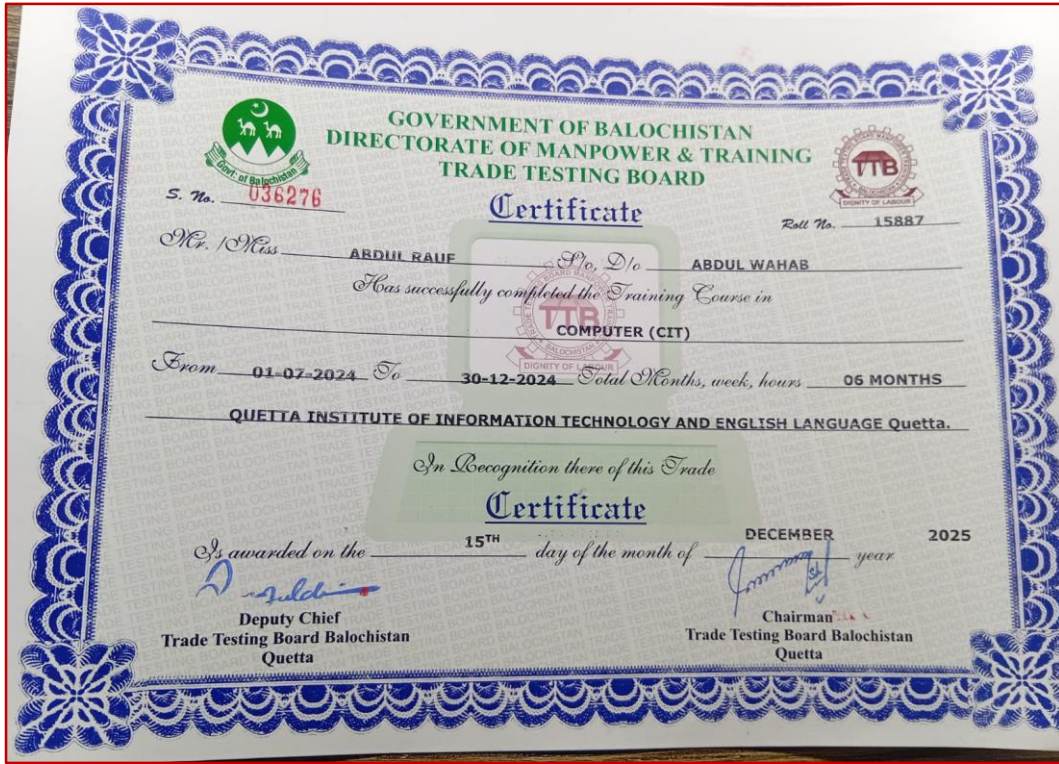 GOVERNMENT OF BALOCHISTAN
DIRECTORATE OF MANPOWER & TRAINING
TRADE TESTING BOARD
Govt: of Balochistan
TTB
DIGNITY OF LABOUR
S. No. 036276
Certificate
Roll No. 15887
Mr. / Miss ABDUL RAUF S/o, D/o ABDUL WAHAB
Has successfully completed the Training Course in
COMPUTER (CIT)
TTB
DIGNITY OF LABOUR
From 01-07-2024 To 30-12-2024 Total Months, week, hours 06 MONTHS
QUETTA INSTITUTE OF INFORMATION TECHNOLOGY AND ENGLISH LANGUAGE Quetta.
In Recognition there of this Trade
Certificate
Is awarded on the 15TH day of the month of DECEMBER year 2025
Deputy Chief
Trade Testing Board Balochistan
Quetta
Chairman
Trade Testing Board Balochistan
Quetta